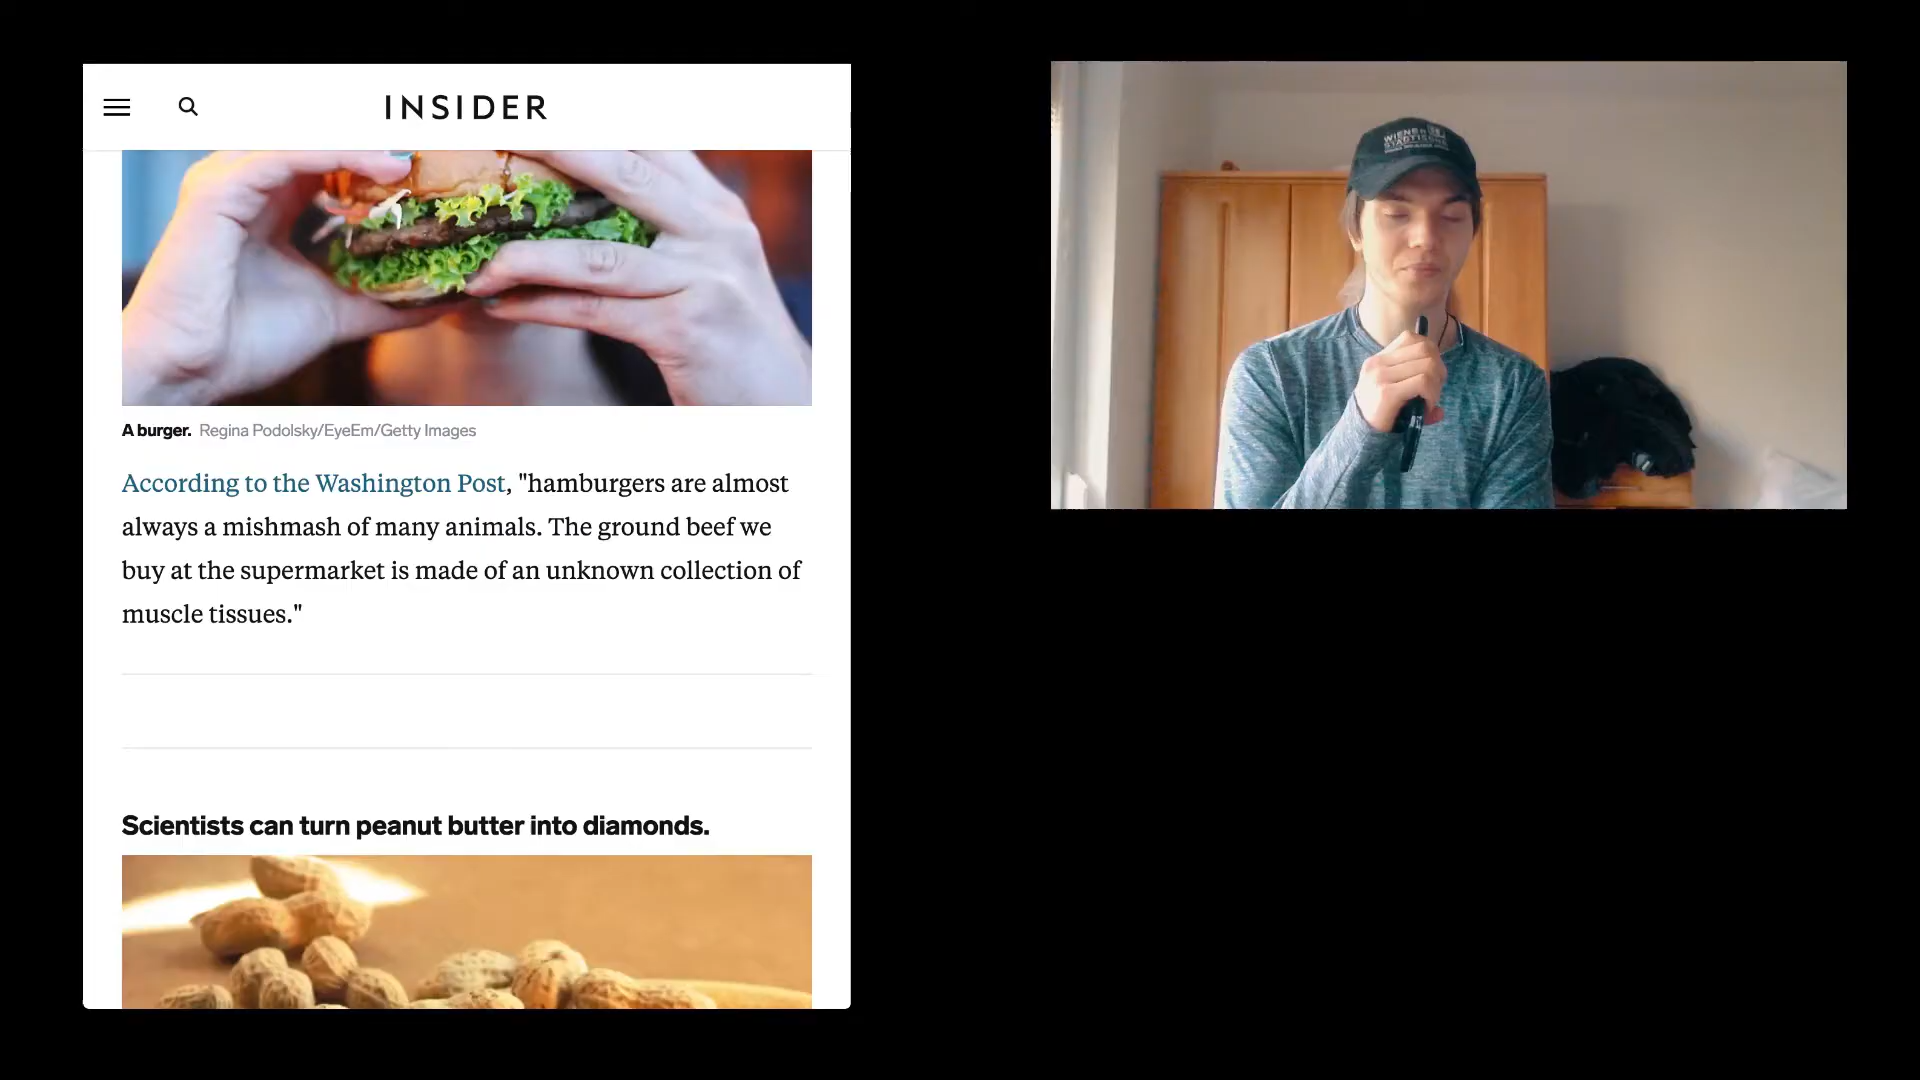 INSIDER
A burger. Regina Podolsky/EyeEm/Getty Images
According to the Washington Post, "hamburgers are almost
always a mishmash of many animals. The ground beef we
buy at the supermarket is made of an unknown collection of
muscle tissues."
Scientists can turn peanut butter into diamonds.
WIENER
STÄDTISCHE